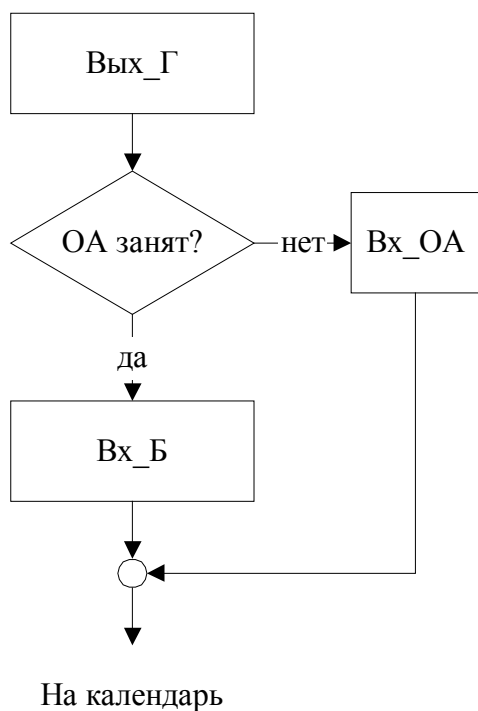 Вых_Г
ОА занят?
нет
Вх_ОА
да
Вх_Б
На календарь